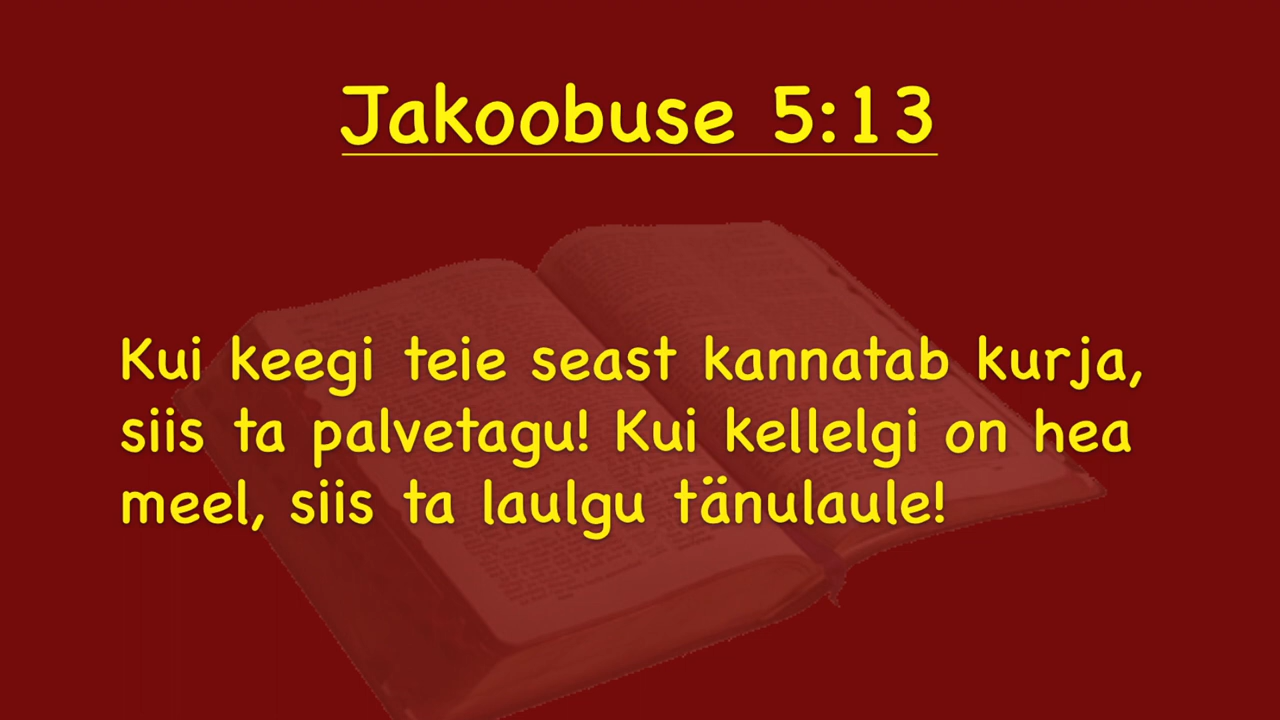 Jakoobuse 5:13
Kui keegi teie seast kannatab kurja,
siis ta palvetagu! Kui kellelgi on hea
meel, siis ta laulgu tänulaule!